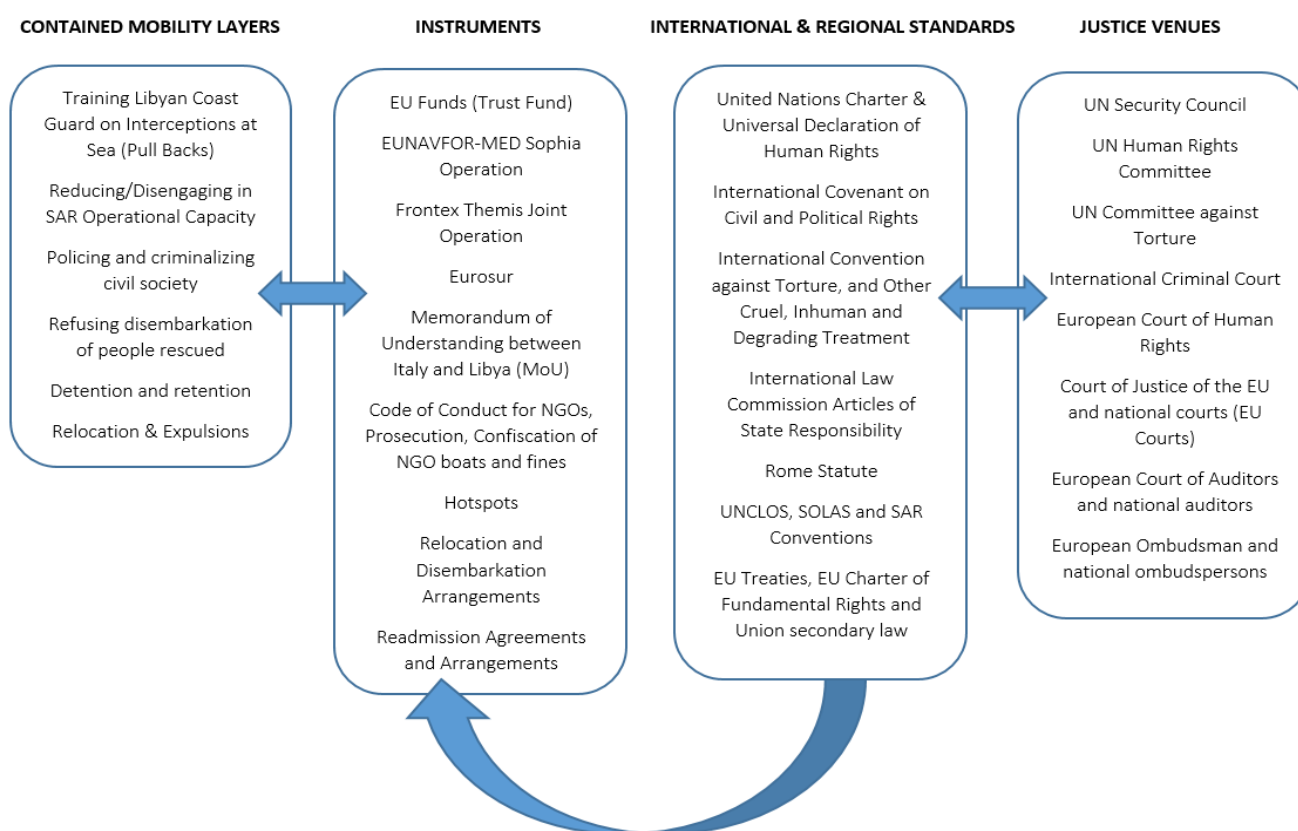 CONTAINED MOBILITY LAYERS
Training Libyan Coast
Guard on Interceptions at
Sea (Pull Backs)
Reducing/Disengaging in
SAR Operational Capacity
Policing and criminalizing
civil society
Refusing disembarkation
of people rescued
Detention and retention
Relocation & Expulsions
INSTRUMENTS
EU Funds (Trust Fund)
EUNAVFOR-MED Sophia
Operation
Frontex Themis Joint
Operation
Eurosur
Memorandum of
Understanding between
Italy and Libya (MoU)
Code of Conduct for NGOs,
Prosecution, Confiscation of
NGO boats and fines
Hotspots
Relocation and
Disembarkation
Arrangements
Readmission Agreements
and Arrangements
INTERNATIONAL & REGIONAL STANDARDS
United Nations Charter &
Universal Declaration of
Human Rights
International Covenant on
Civil and Political Rights
International Convention
against Torture, and Other
Cruel, Inhuman and
Degrading Treatment
International Law
Commission Articles of
State Responsibility
Rome Statute
UNCLOS, SOLAS and SAR
Conventions
EU Treaties, EU Charter of
Fundamental Rights and
Union secondary law
JUSTICE VENUES
UN Security Council
UN Human Rights
Committee
UN Committee against
Torture
International Criminal Court
European Court of Human
Rights
Court of Justice of the EU
and national courts (EU
Courts)
European Court of Auditors
and national auditors
European Ombudsman and
national ombudspersons